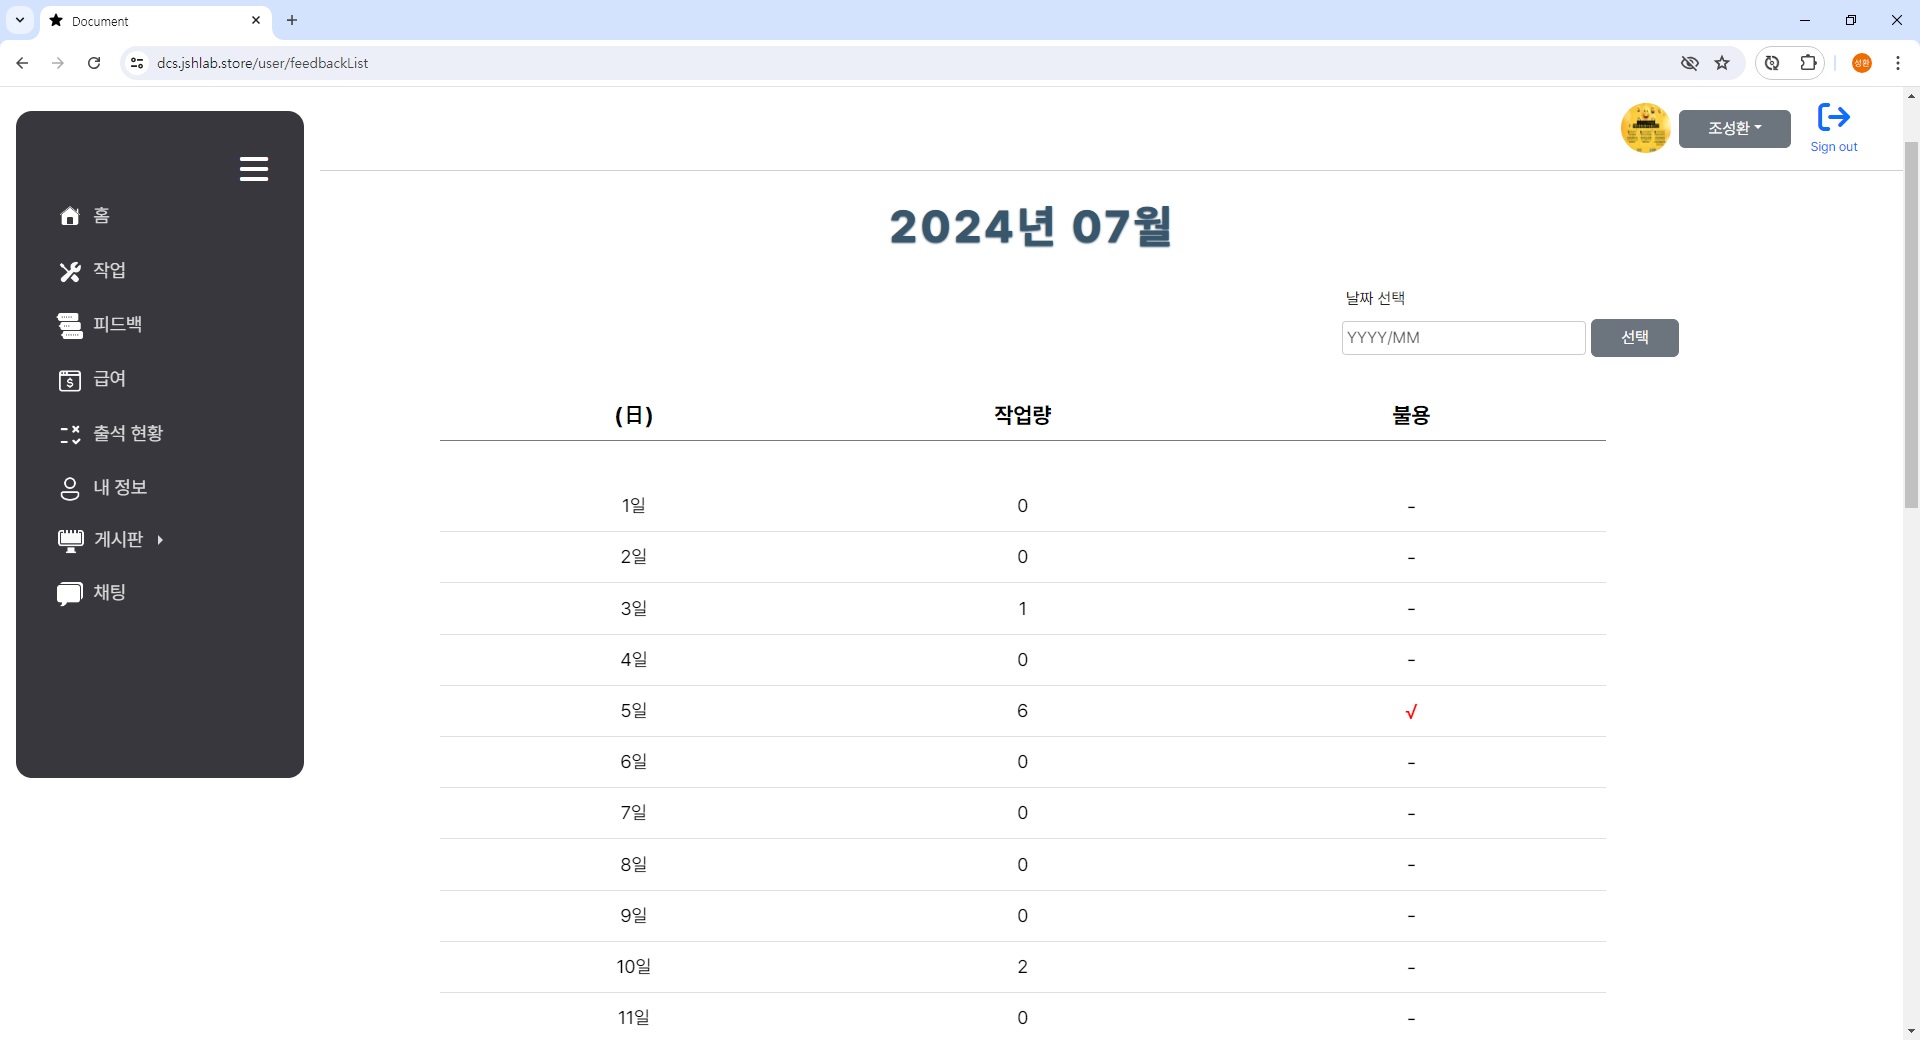 Document
dcs.jshlab.store/user/feedbackList
성환
조성환
Sign out
홈
작업
피드백
급여
출석 현황
내 정보
게시판
채팅
2024년 07월
날짜 선택
YYYY/MM
선택
(日) 작업량 불용
1일 0 -
2일 0 -
3일 1 -
4일 0 -
5일 6 √
6일 0 -
7일 0 -
8일 0 -
9일 0 -
10일 2 -
11일 0 -